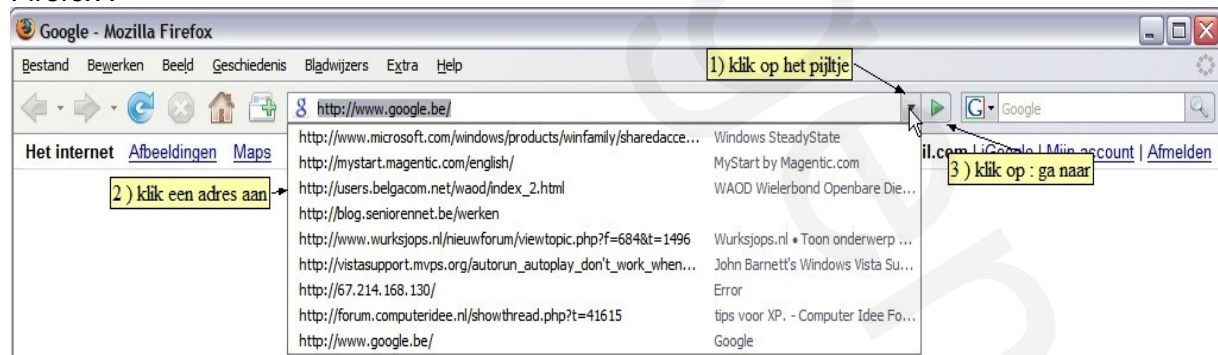 Google - Mozilla Firefox
Bestand Bewerken Beeld Geschiedenis Bladwijzers Extra Help
1) klik op het pijltje
http://www.google.be/
Google
Het internet Afbeeldingen Maps
il.com | iGoogle | Mijn account | Afmelden
3 ) klik op : ga naar
2 ) klik een adres aan
http://www.microsoft.com/windows/products/winfamily/sharedacce... Windows SteadyState
http://mystart.magentic.com/english/ MyStart by Magentic.com
http://users.belgacom.net/waod/index_2.html WAOD Wielerbond Openbare Die...
http://blog.seniorennet.be/werken
http://www.wurksjops.nl/nieuwforum/viewtopic.php?f=684&t=1496 Wurksjops.nl • Toon onderwerp ...
http://vistasupport.mvps.org/autorun_autoplay_don't_work_when... John Barnett's Windows Vista Su...
http://67.214.168.130/ Error
http://forum.computeridee.nl/showthread.php?t=41615 tips voor XP. - Computer Idee Fo...
http://www.google.be/ Google